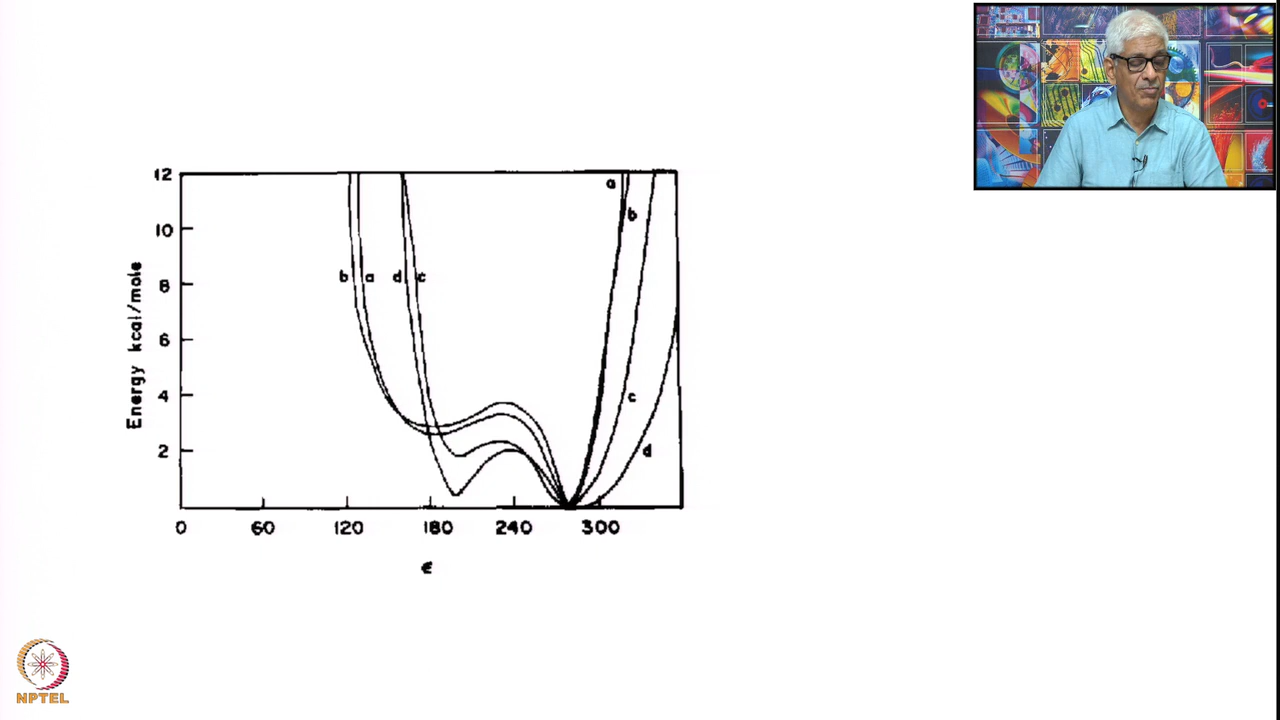 12
10
8
6
4
2
Energy kcal/mole
b a d c
a
b
c
d
0 60 120 180 240 300
ϵ
NPTEL